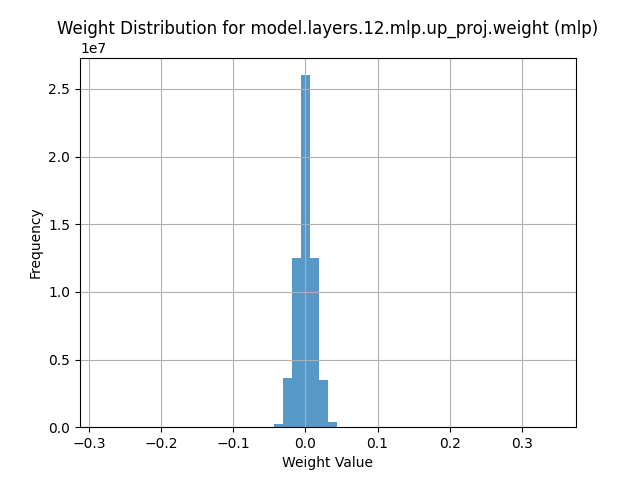 Weight Distribution for model.layers.12.mlp.up_proj.weight (mlp)
1e7
2.5
2.0
1.5
1.0
0.5
0.0
Frequency
−0.3 −0.2 −0.1 0.0 0.1 0.2 0.3
Weight Value